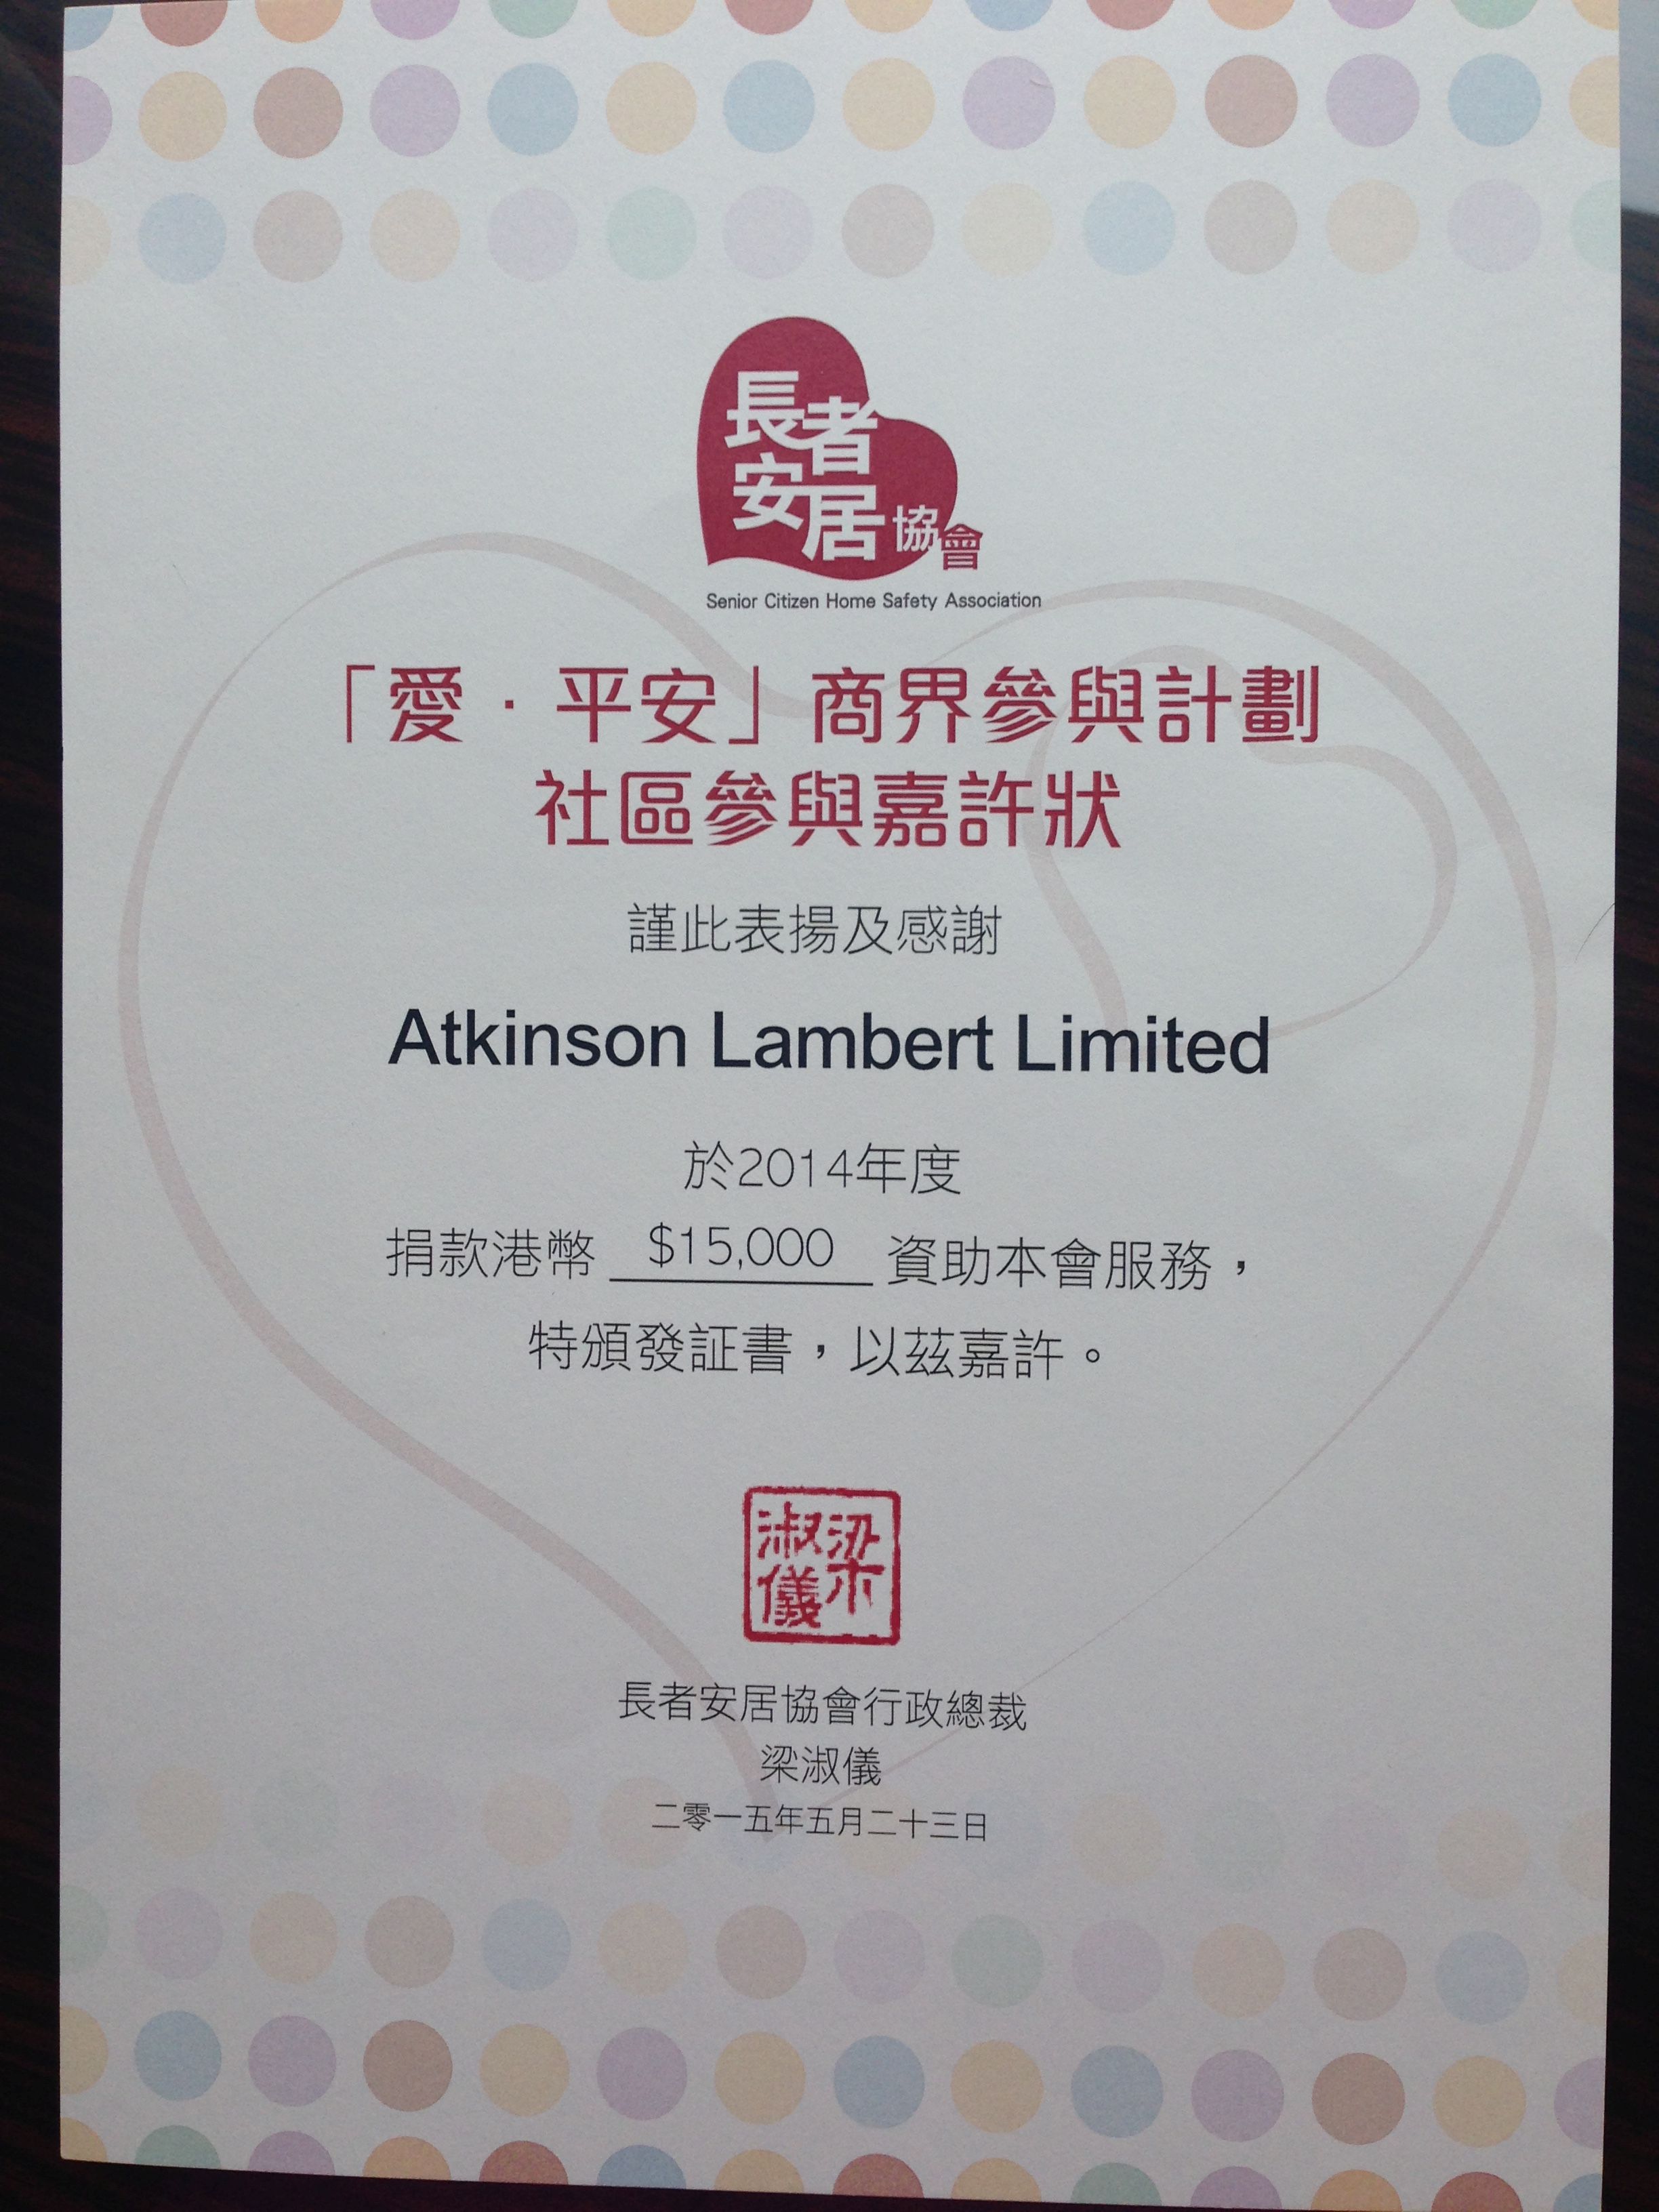 長者
安居協會
Senior Citizen Home Safety Association
「愛·平安」商界參與計劃
社區參與嘉許狀
謹此表揚及感謝
Atkinson Lambert Limited
於2014年度
捐款港幣 $15,000 資助本會服務，
特頒發証書，以茲嘉許。
梁淑儀
長者安居協會行政總裁
梁淑儀
二零一五年五月二十三日